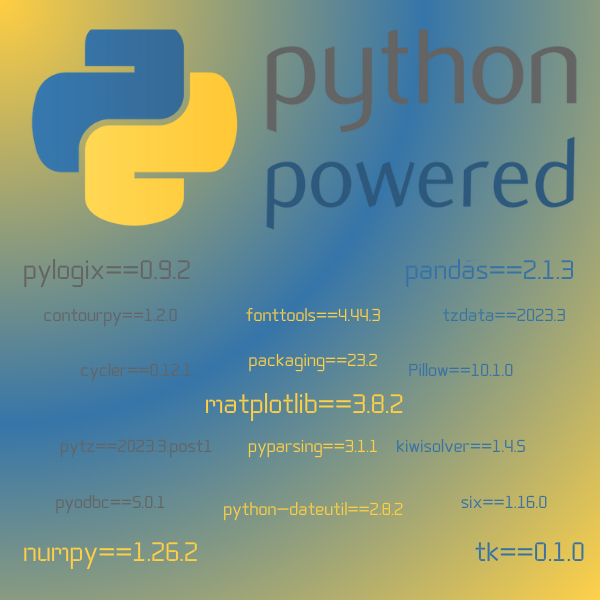 python
powered
pylogix==0.9.2
pandas==2.1.3
contourpy==1.2.0
fonttools==4.44.3
tzdata==2023.3
packaging==23.2
cycler==0.12.1
Pillow==10.1.0
matplotlib==3.8.2
pytz==2023.3.post1
pyparsing==3.1.1
kiwisolver==1.4.5
pyodbc==5.0.1
python-dateutil==2.8.2
six==1.16.0
numpy==1.26.2
tk==0.1.0